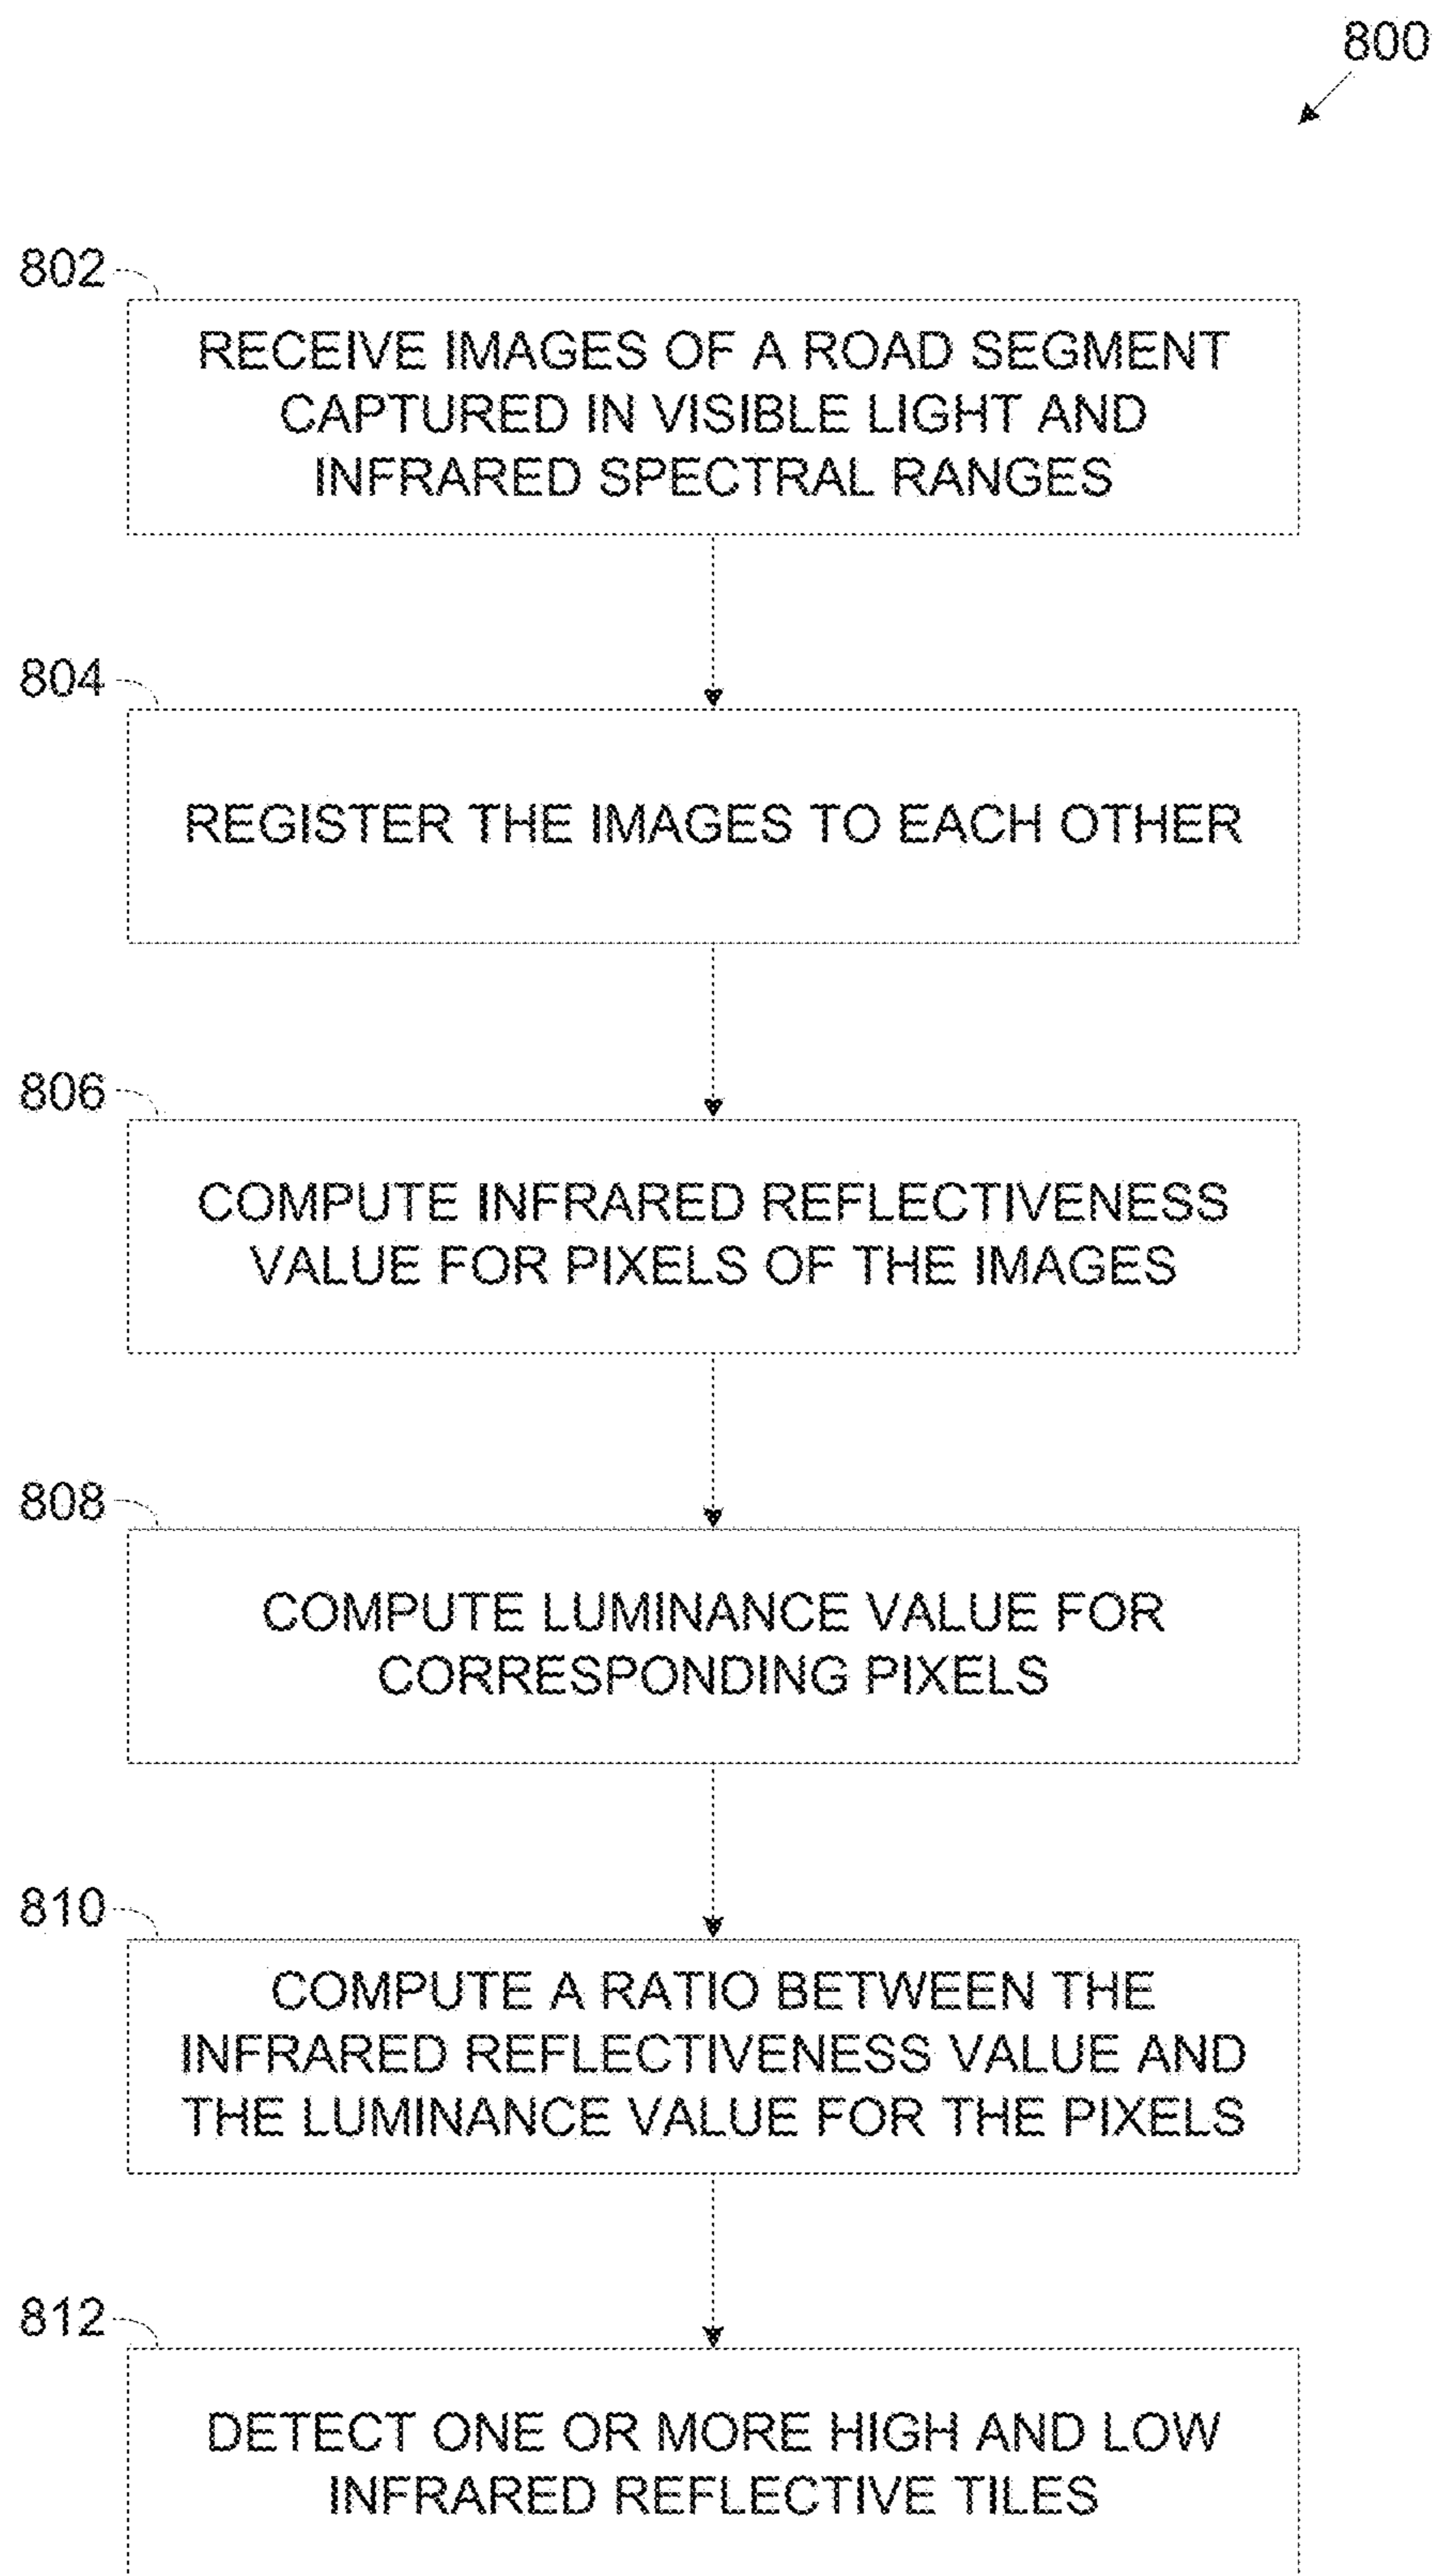 800
802
RECEIVE IMAGES OF A ROAD SEGMENT
CAPTURED IN VISIBLE LIGHT AND
INFRARED SPECTRAL RANGES
804
REGISTER THE IMAGES TO EACH OTHER
806
COMPUTE INFRARED REFLECTIVENESS
VALUE FOR PIXELS OF THE IMAGES
808
COMPUTE LUMINANCE VALUE FOR
CORRESPONDING PIXELS
810
COMPUTE A RATIO BETWEEN THE
INFRARED REFLECTIVENESS VALUE AND
THE LUMINANCE VALUE FOR THE PIXELS
812
DETECT ONE OR MORE HIGH AND LOW
INFRARED REFLECTIVE TILES